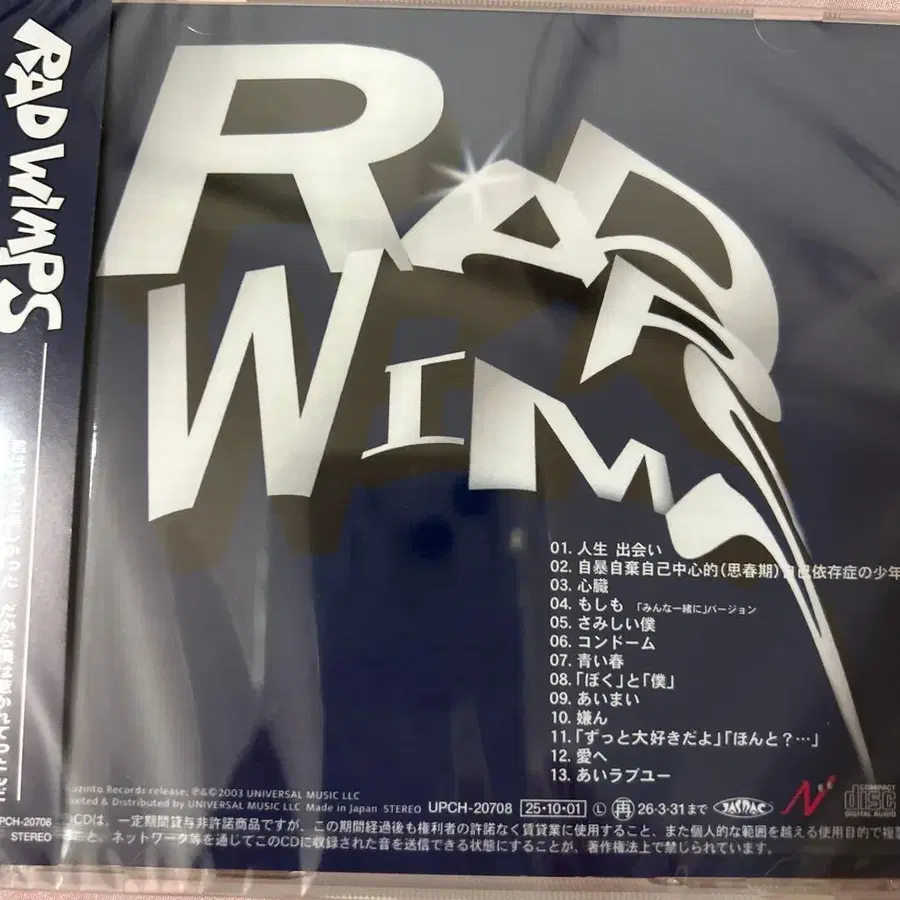 RADWIMPS
RAD
WIMPS
01. 人生 出会い
02. 自暴自棄自己中心的(思春期)自己依存症の少年
03. 心臓
04. もしも 「みんな一緒に」バージョン
05. さみしい僕
06. コンドーム
07. 青い春
08. 「ぼく」と「僕」
09. あいまい
10. 嫌ん
11. 「ずっと大好きだよ」「ほんと?…」
12. 愛へ
13. あいラブユー
Records release, ℗&©2003 UNIVERSAL MUSIC LLC
& Distributed by UNIVERSAL MUSIC LLC Made in Japan STEREO UPCH-20708 25・10・01 Ⓛ 再 26・3・31まで JASRAC N COMPACT disc DIGITAL AUDIO
CDは、一定期間貸与非許諾商品ですが、この期間経過後も権利者の許諾なく賃貸業に使用すること、また個人的な範囲を越える使用目的で複製
こと、ネットワーク等を通じてこのCDに収録された音を送信できる状態にすることが、著作権法上で禁じられています。
PCH-20708
STEREO